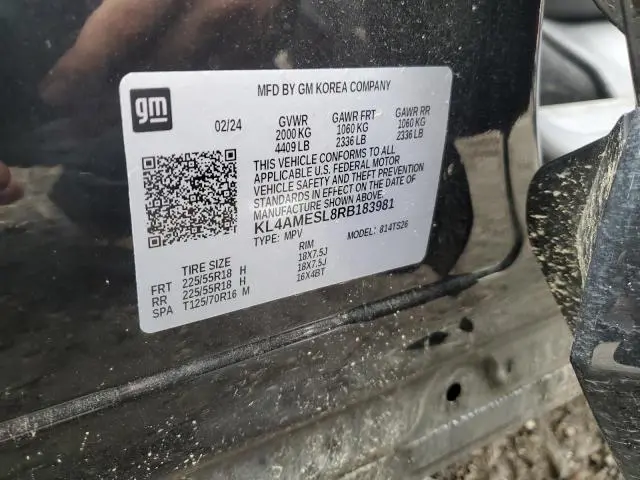 gm
MFD BY GM KOREA COMPANY
02/24 GVWR GAWR FRT GAWR RR
2000 KG 1060 KG 1060 KG
4409 LB 2336 LB 2336 LB
THIS VEHICLE CONFORMS TO ALL
APPLICABLE U.S. FEDERAL MOTOR
VEHICLE SAFETY AND THEFT PREVENTION
STANDARDS IN EFFECT ON THE DATE OF
MANUFACTURE SHOWN ABOVE.
KL4AMESL8RB183981
TYPE: MPV MODEL: 814TS26
TIRE SIZE RIM
FRT 225/55R18 H 18X7.5J
RR 225/55R18 H 18X7.5J
SPA T125/70R16 M 16X4BT